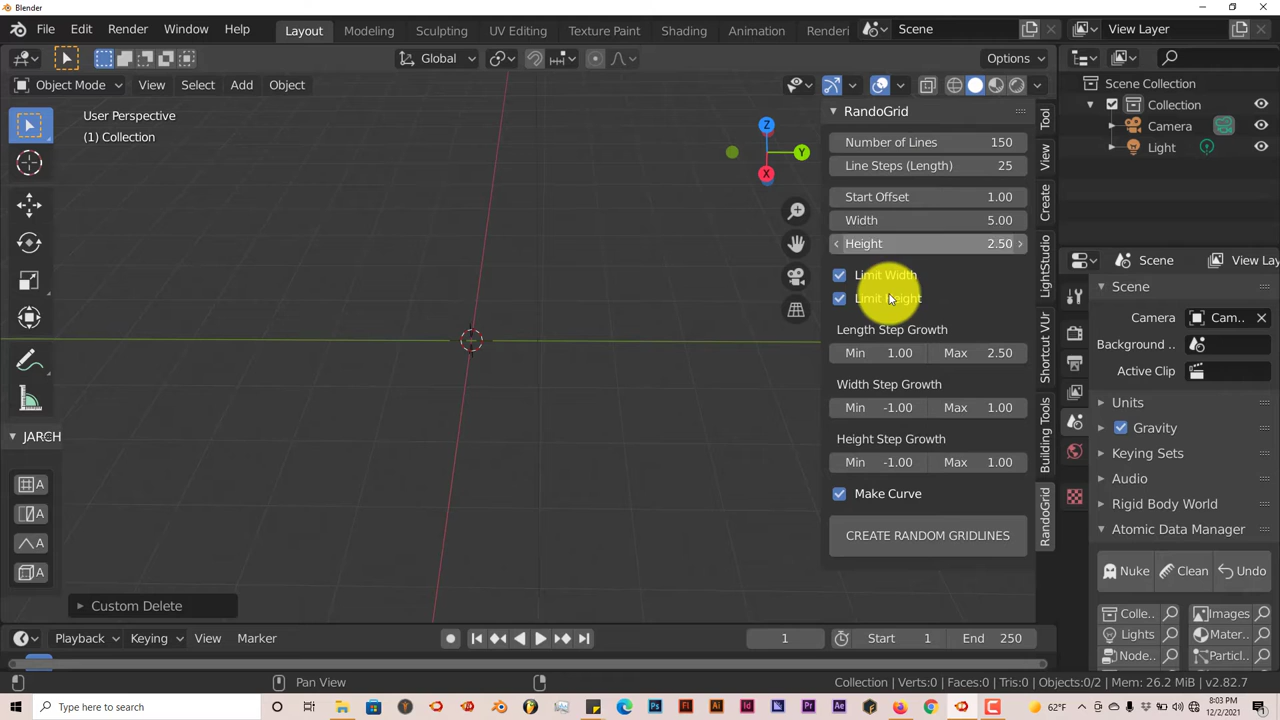 Blender
File Edit Render Window Help Layout Modeling Sculpting UV Editing Texture Paint Shading Animation Renderi Scene View Layer
Global Options
Object Mode View Select Add Object
User Perspective
(1) Collection
Z
Y
X
RandoGrid
Number of Lines 150
Line Steps (Length) 25
Start Offset 1.00
Width 5.00
Height 2.50
Limit Width
Limit Height
Length Step Growth
Min 1.00 Max 2.50
Width Step Growth
Min -1.00 Max 1.00
Height Step Growth
Min -1.00 Max 1.00
Make Curve
CREATE RANDOM GRIDLINES
Tool
View
Create
LightStudio
Shortcut VUr
Building Tools
RandoGrid
Scene Collection
Collection
Camera
Light
Scene View Lay
Scene
Camera Cam...
Background ..
Active Clip
Units
Gravity
Keying Sets
Audio
Rigid Body World
Atomic Data Manager
Nuke Clean Undo
Colle.. Images
Lights Mater..
Node.. Particl..
JARCH
A
A
A
A
Custom Delete
Playback Keying View Marker 1 Start 1 End 250
Pan View Collection | Verts:0 | Faces:0 | Tris:0 | Objects:0/2 | Mem: 26.2 MiB | v2.82.7
Type here to search 62°F 8:03 PM
12/2/2021